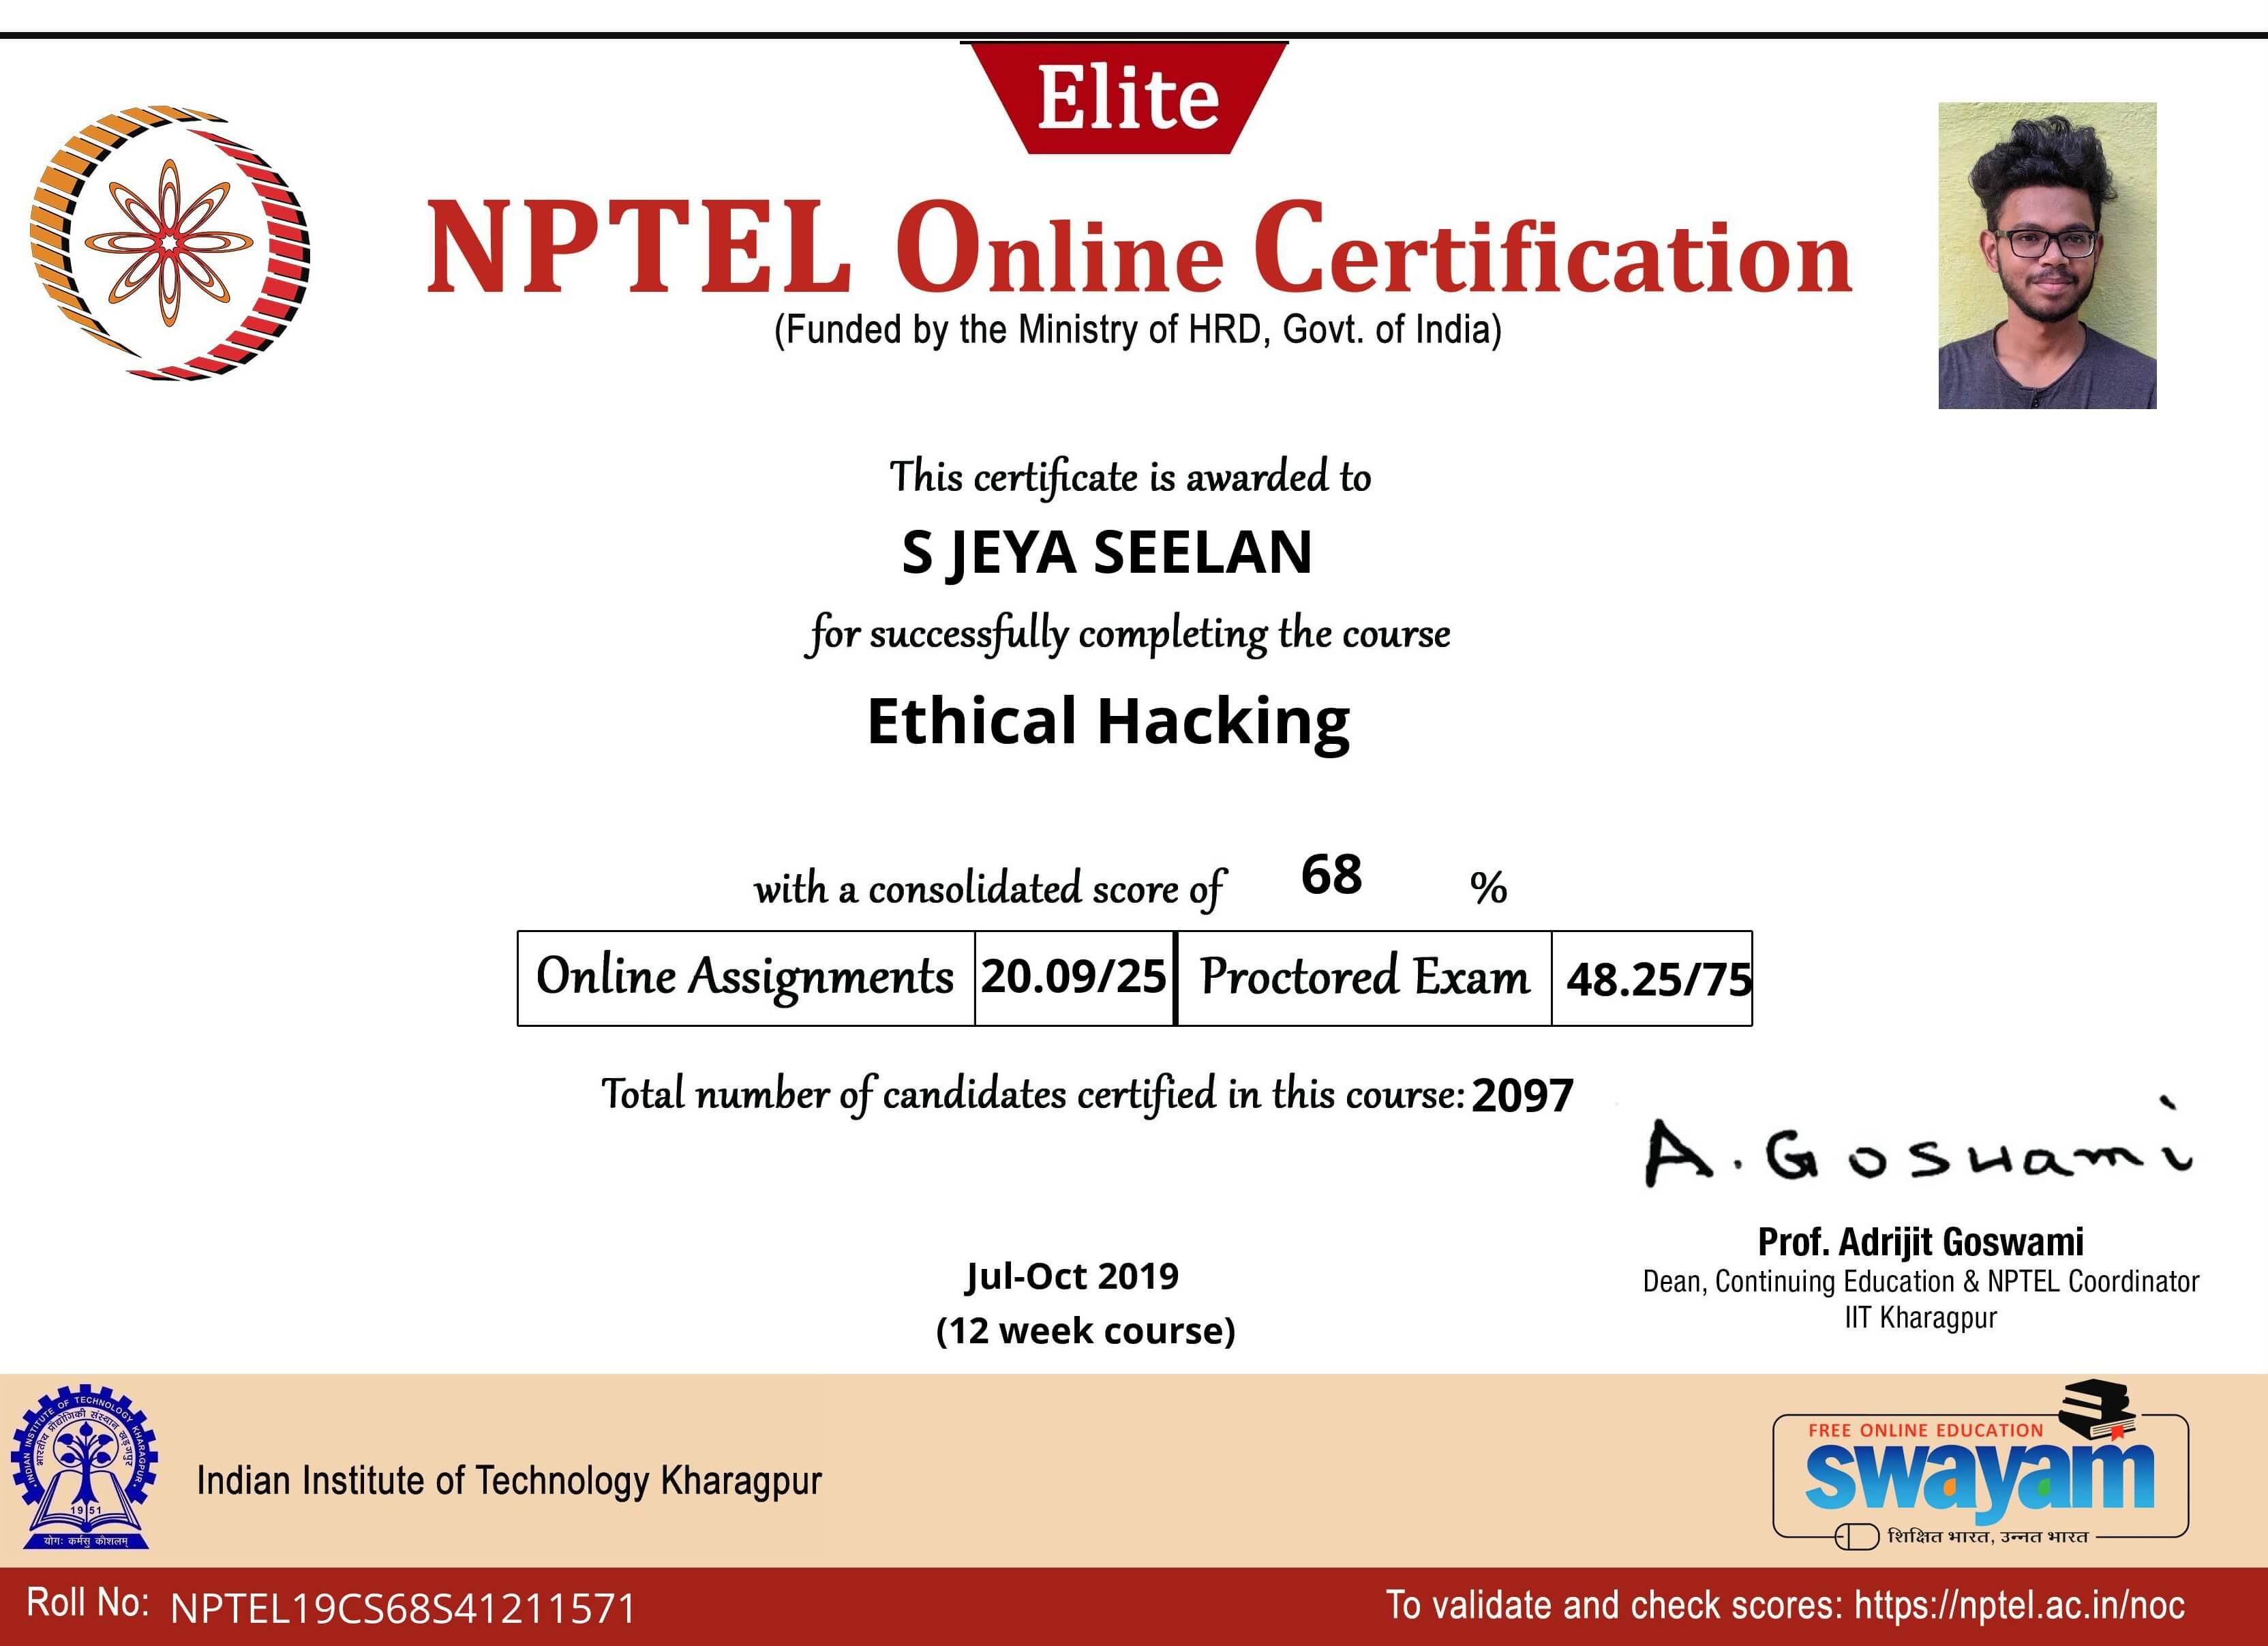 Elite
NPTEL Online Certification
(Funded by the Ministry of HRD, Govt. of India)
This certificate is awarded to
S JEYA SEELAN
for successfully completing the course
Ethical Hacking
with a consolidated score of 68 %
Online Assignments 20.09/25 Proctored Exam 48.25/75
Total number of candidates certified in this course: 2097
A. Goswami
Prof. Adrijit Goswami
Dean, Continuing Education & NPTEL Coordinator
IIT Kharagpur
Jul-Oct 2019
(12 week course)
INDIAN INSTITUTE OF TECHNOLOGY KHARAGPUR
भारतीय प्रौद्योगिकी संस्थान खड़गपुर
1951
योगः कर्मसु कौशलम्
Indian Institute of Technology Kharagpur
FREE ONLINE EDUCATION
swayam
शिक्षित भारत, उन्नत भारत
Roll No: NPTEL19CS68S41211571
To validate and check scores: https://nptel.ac.in/noc